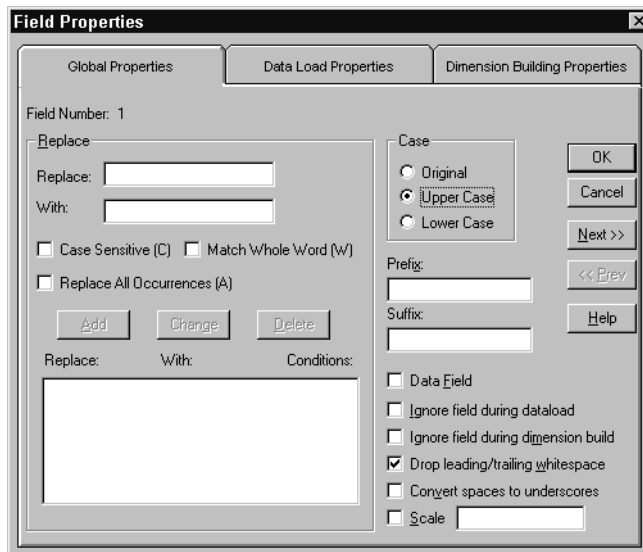 Field Properties
Global Properties
Data Load Properties
Dimension Building Properties
Field Number: 1
Replace
Replace:
With:
Case Sensitive (C)
Match Whole Word (W)
Replace All Occurrences (A)
Add
Change
Delete
Replace:
With:
Conditions:
Case
Original
Upper Case
Lower Case
Prefix:
Suffix:
Data Field
Ignore field during dataload
Ignore field during dimension build
Drop leading/trailing whitespace
Convert spaces to underscores
Scale
OK
Cancel
Next >>
<< Prev
Help